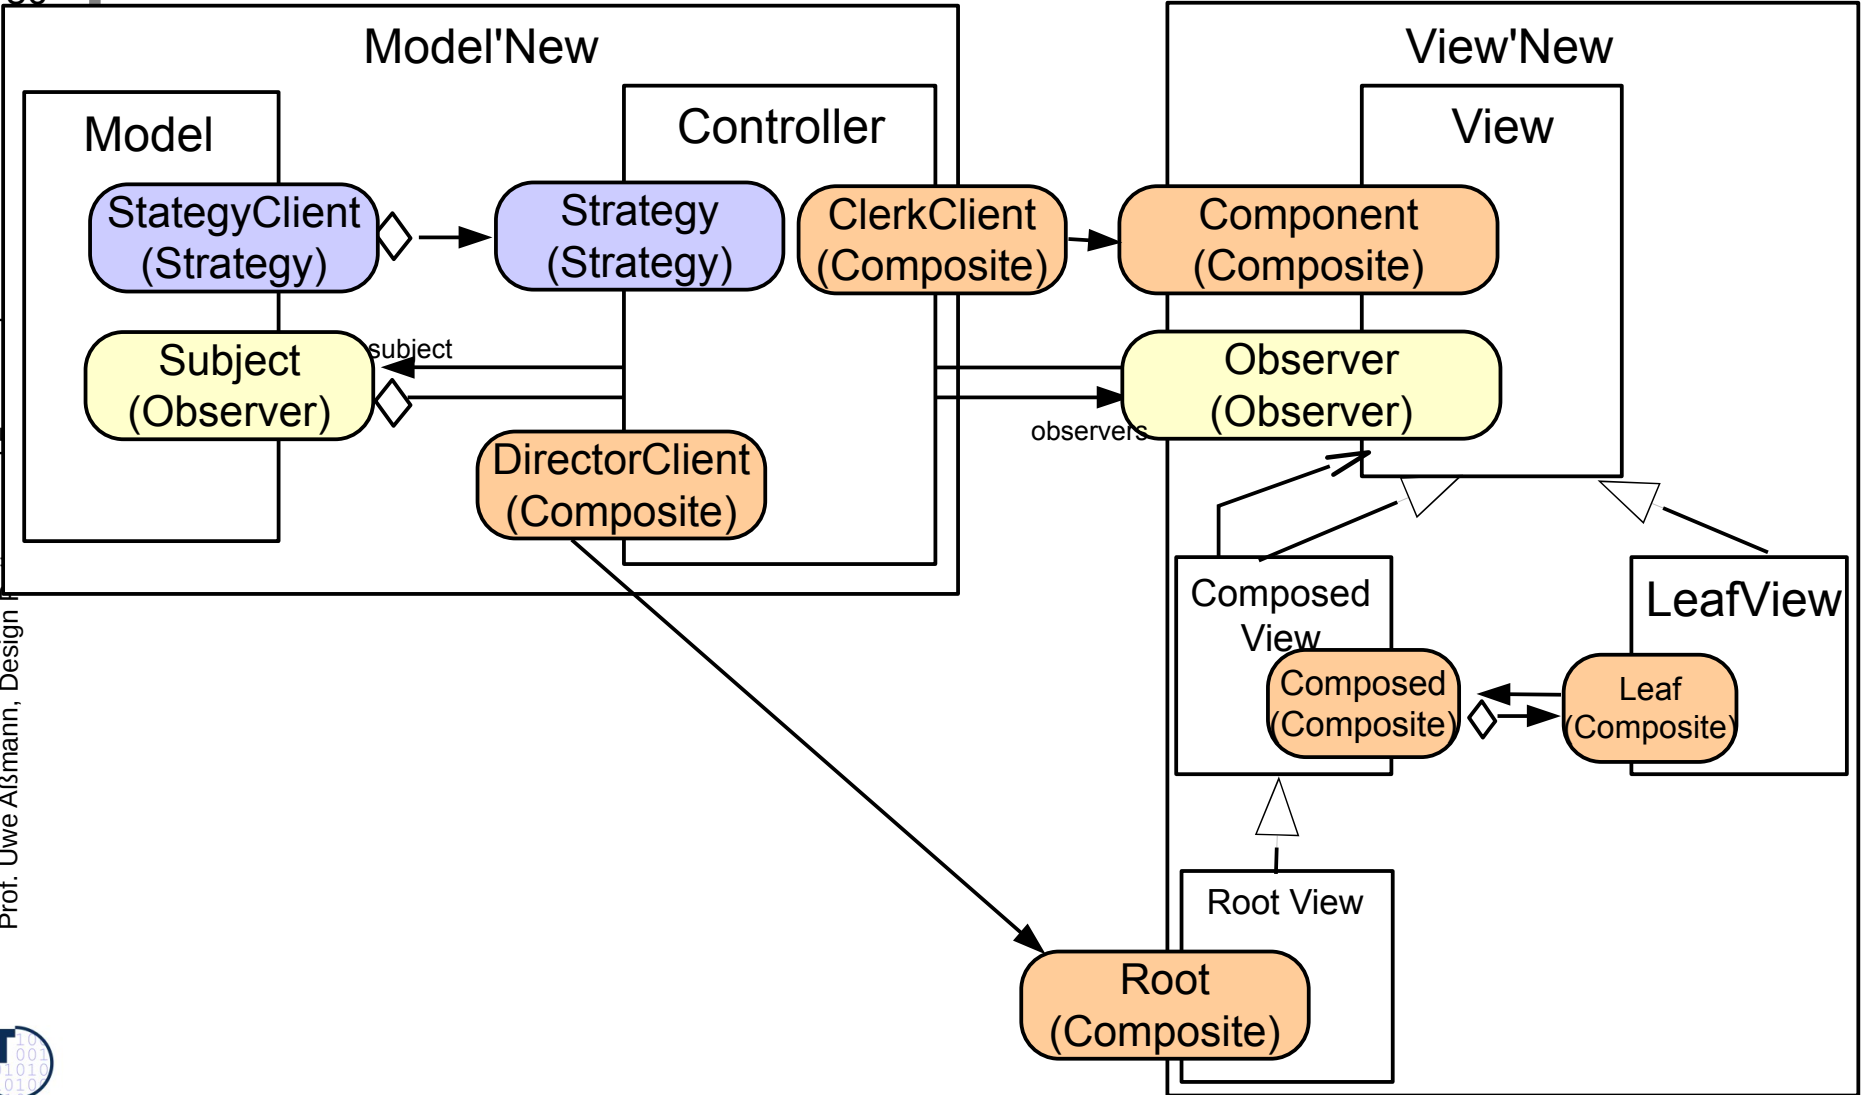 Model'New
View'New
Model
Controller
View
StategyClient
(Strategy)
Strategy
(Strategy)
ClerkClient
(Composite)
Component
(Composite)
Subject
(Observer)
subject
Observer
(Observer)
observers
DirectorClient
(Composite)
Composed
View
LeafView
Composed
(Composite)
Leaf
(Composite)
Root View
Root
(Composite)
Prof. Uwe Aßmann, Design